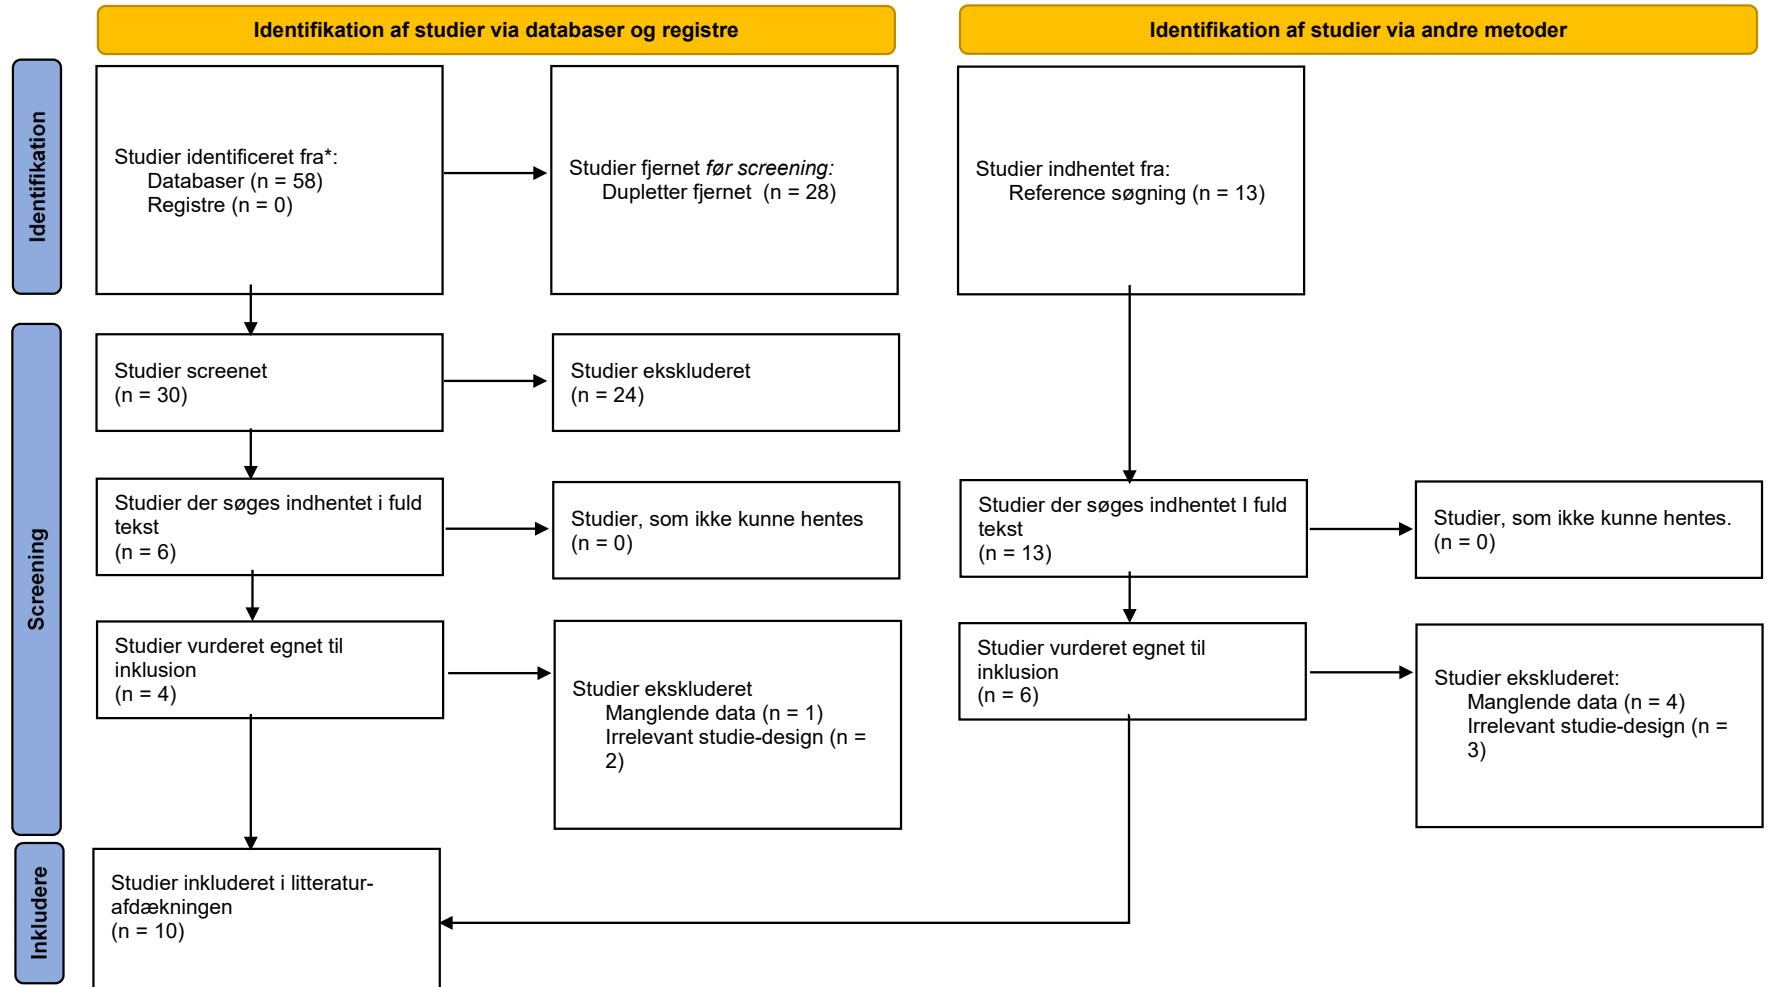 Identifikation af studier via databaser og registre
Identifikation af studier via andre metoder
Identifikation
Studier identificeret fra*:
Databaser (n = 58)
Registre (n = 0)
Studier fjernet før screening:
Dupletter fjernet  (n = 28)
Studier indhentet fra:
Reference søgning (n = 13)
Screening
Studier screenet
(n = 30)
Studier ekskluderet
(n = 24)
Studier der søges indhentet i fuld
tekst
(n = 6)
Studier, som ikke kunne hentes
(n = 0)
Studier der søges indhentet I fuld
tekst
(n = 13)
Studier, som ikke kunne hentes.
(n = 0)
Studier vurderet egnet til
inklusion
(n = 4)
Studier ekskluderet
Manglende data (n = 1)
Irrelevant studie-design (n =
2)
Studier vurderet egnet til
inklusion
(n = 6)
Studier ekskluderet:
Manglende data (n = 4)
Irrelevant studie-design (n =
3)
Inkludere
Studier inkluderet i litteratur-
afdækningen
(n = 10)